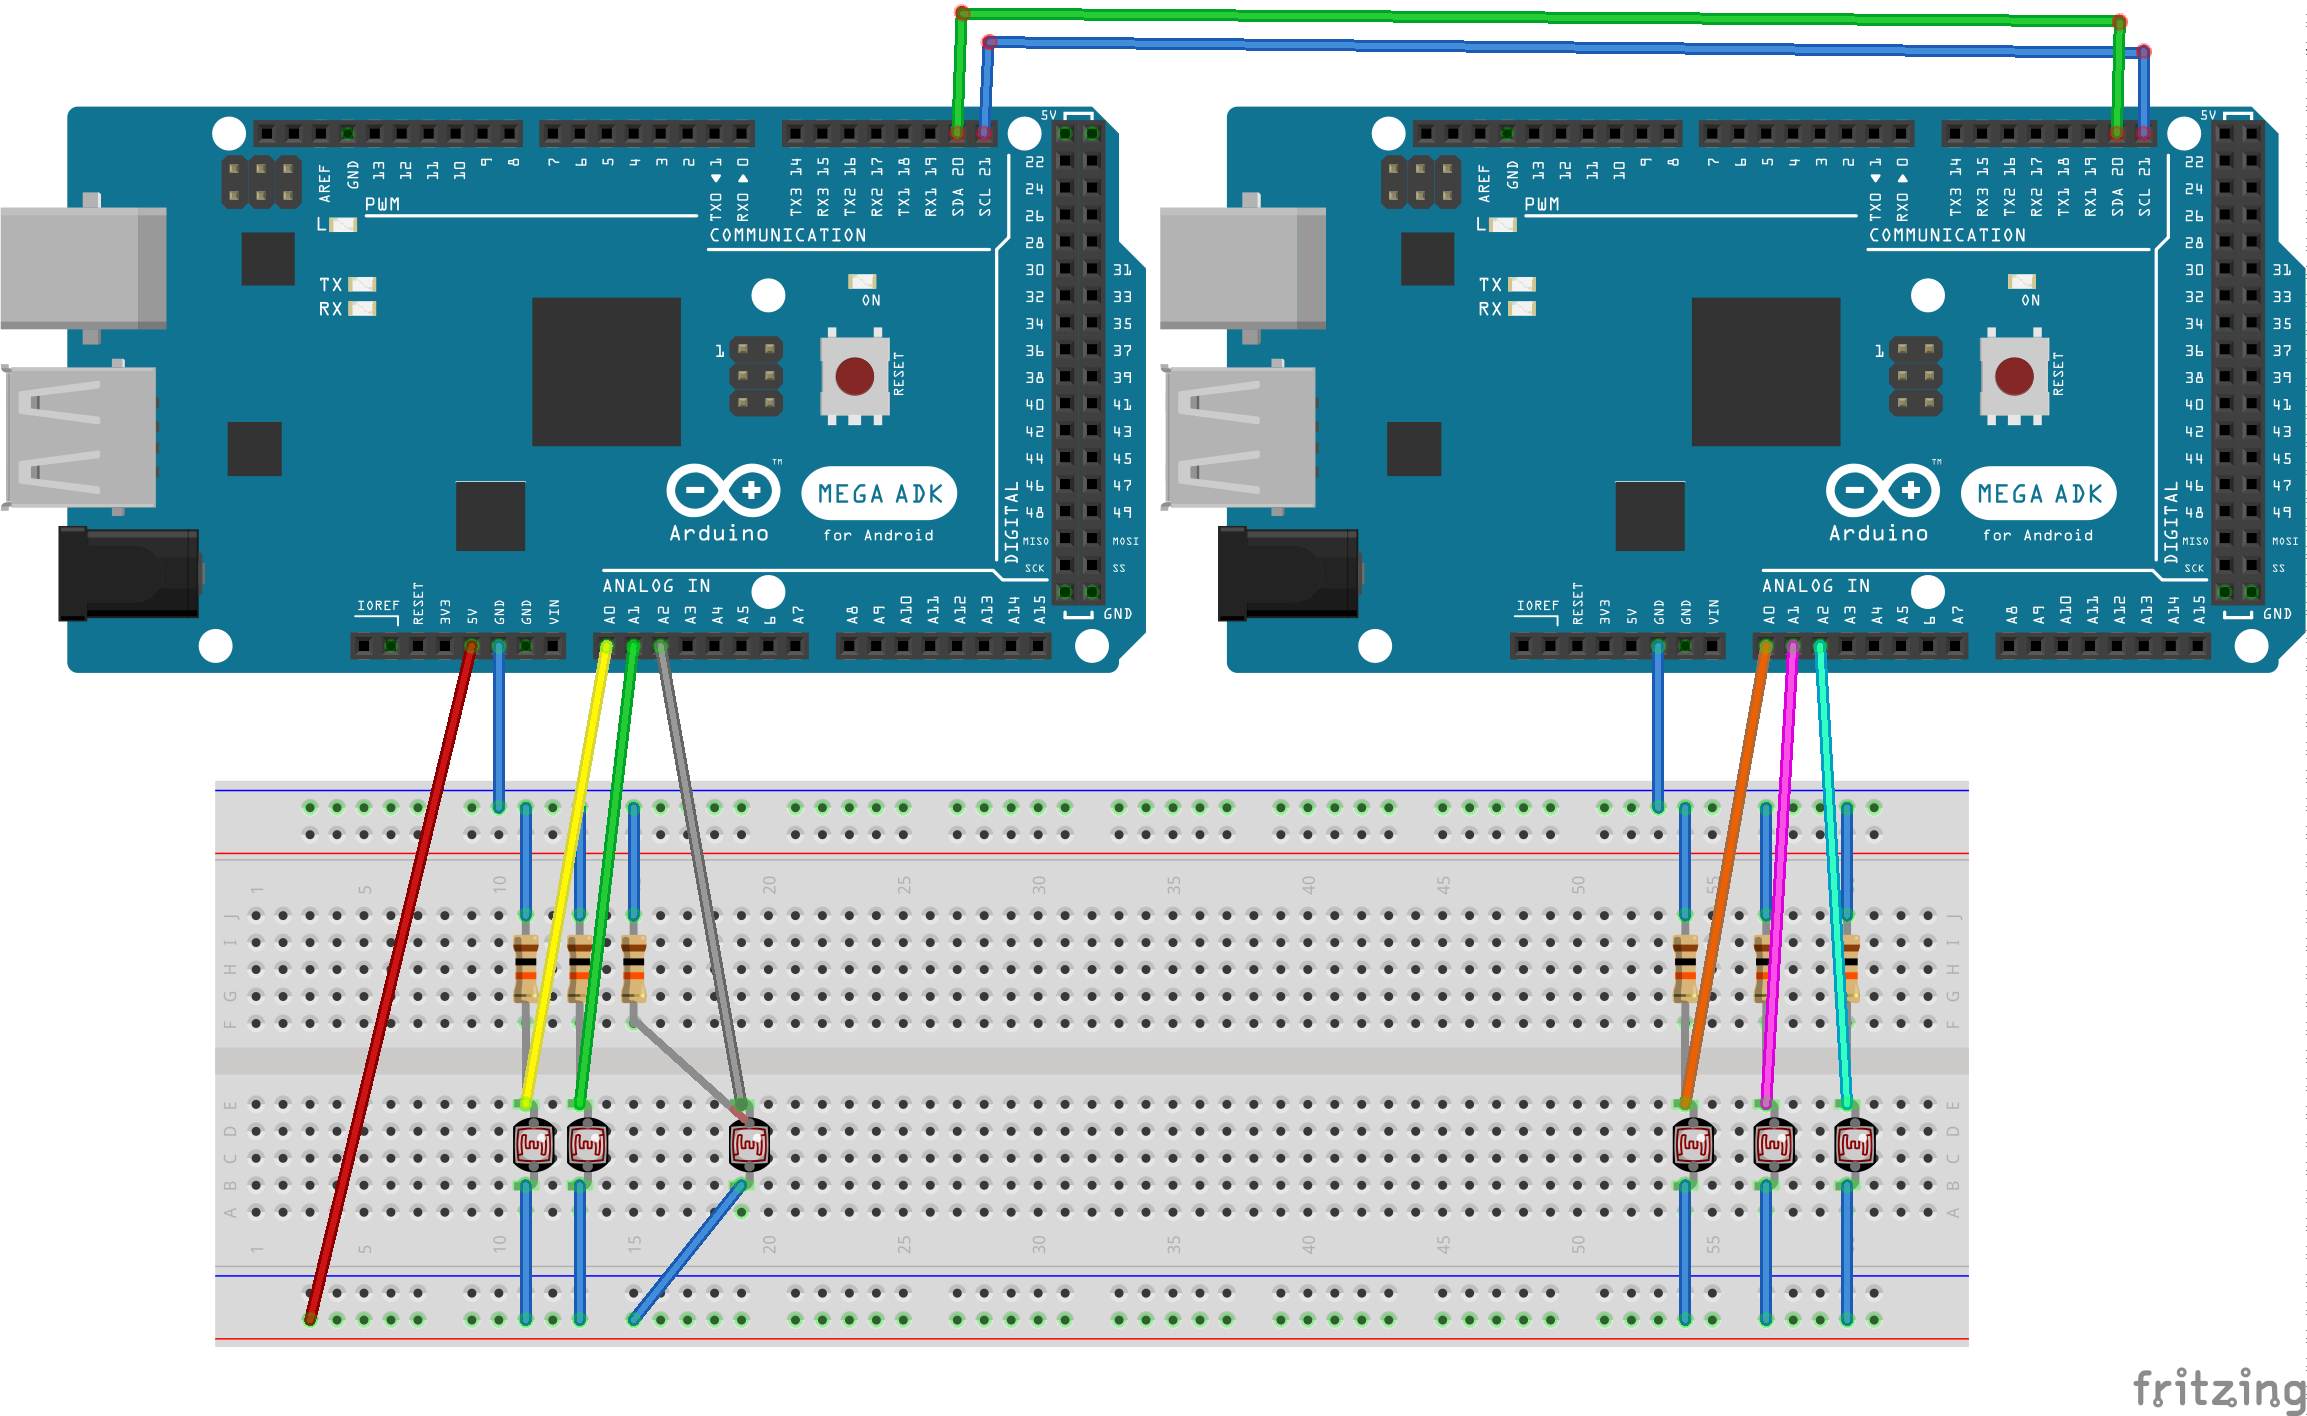 5V
AREF
GND
13
12
11
10
9
8
7
6
5
4
3
2
TX0 1
RX0 0
TX3 14
RX3 15
TX2 16
RX2 17
TX1 18
RX1 19
SDA 20
SCL 21
PWM
L
COMMUNICATION
TX
RX
ON
1
RESET
22
24
26
28
30 31
32 33
34 35
36 37
38 39
40 41
42 43
44 45
46 47
48 49
MISO MOSI
SCK SS
DIGITAL
GND
Arduino
TM
MEGA ADK
for Android
ANALOG IN
IOREF
RESET
3V3
5V
GND
GND
VIN
A0
A1
A2
A3
A4
A5
6
A7
A8
A9
A10
A11
A12
A13
A14
A15
5V
AREF
GND
13
12
11
10
9
8
7
6
5
4
3
2
TX0 1
RX0 0
TX3 14
RX3 15
TX2 16
RX2 17
TX1 18
RX1 19
SDA 20
SCL 21
PWM
L
COMMUNICATION
TX
RX
ON
1
RESET
22
24
26
28
30 31
32 33
34 35
36 37
38 39
40 41
42 43
44 45
46 47
48 49
MISO MOSI
SCK SS
DIGITAL
GND
Arduino
TM
MEGA ADK
for Android
ANALOG IN
IOREF
RESET
3V3
5V
GND
GND
VIN
A0
A1
A2
A3
A4
A5
6
A7
A8
A9
A10
A11
A12
A13
A14
A15
1 5 10 20 25 30 35 40 45 50 55
J J
I I
H H
G G
F F
E E
D D
C C
B B
A A
1 5 10 15 20 25 30 35 40 45 50 55
fritzing